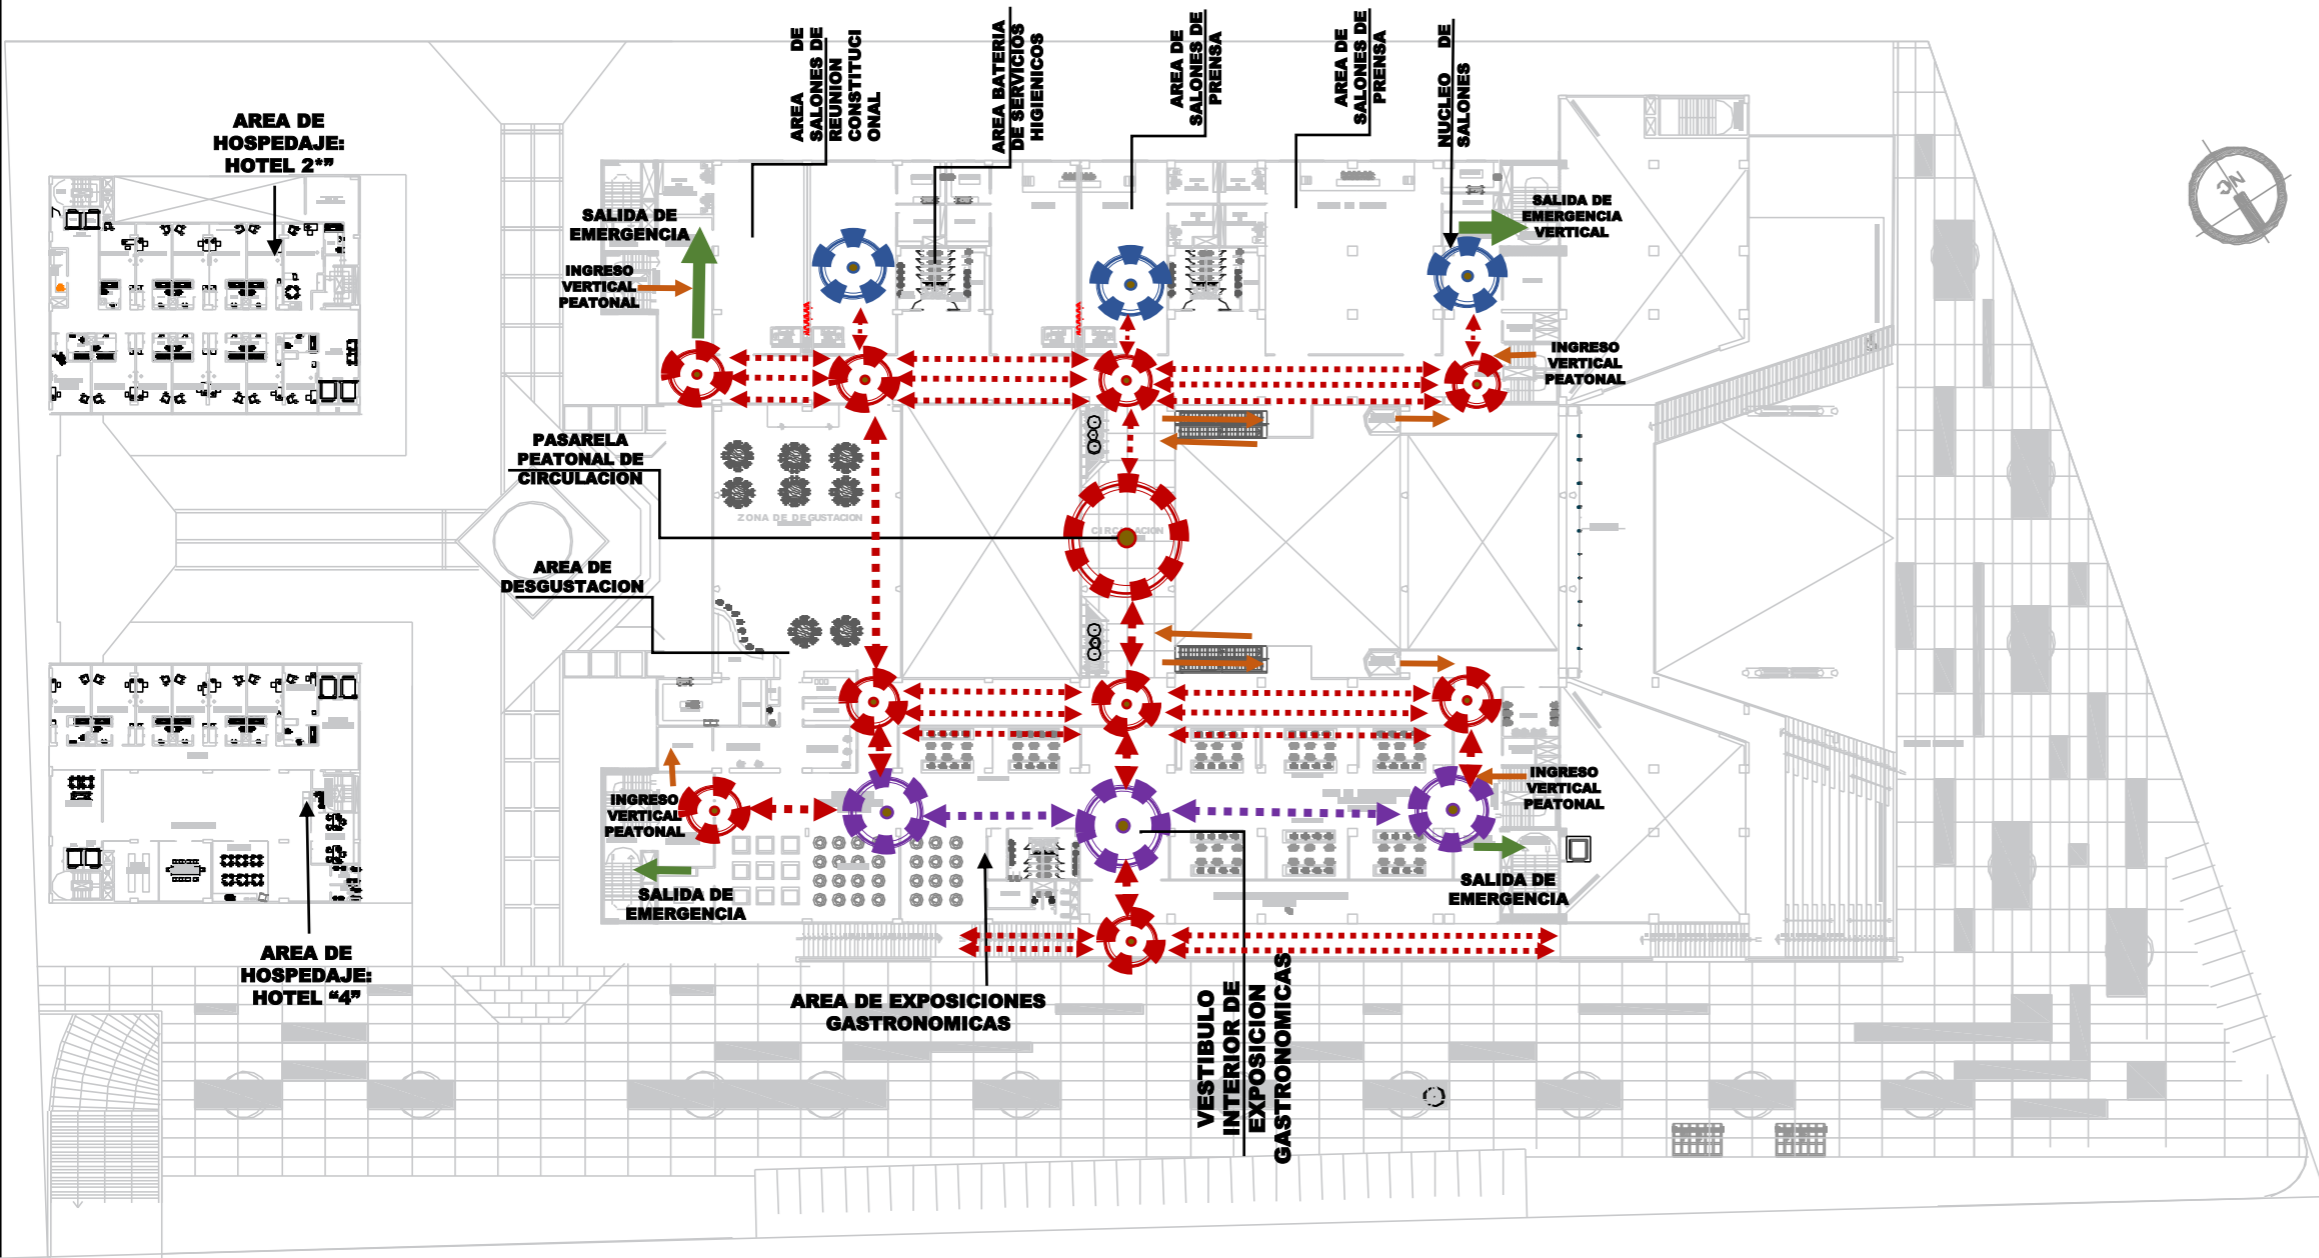 AREA DE
SALONES DE
REUNION
CONSTITUCI
ONAL
AREA BATERIA
DE SERVICIOS
HIGIENICOS
AREA DE
SALONES DE
PRENSA
AREA DE
SALONES DE
PRENSA
NUCLEO DE
SALONES
AREA DE
HOSPEDAJE:
HOTEL 2*”
SALIDA DE
EMERGENCIA
INGRESO
VERTICAL
PEATONAL
SALIDA DE
EMERGENCIA
VERTICAL
INGRESO
VERTICAL
PEATONAL
PASARELA
PEATONAL DE
CIRCULACION
ZONA DE DEGUSTACION
CIRCULACION
AREA DE
DESGUSTACION
INGRESO
VERTICAL
PEATONAL
INGRESO
VERTICAL
PEATONAL
SALIDA DE
EMERGENCIA
SALIDA DE
EMERGENCIA
AREA DE
HOSPEDAJE:
HOTEL “4”
AREA DE EXPOSICIONES
GASTRONOMICAS
VESTIBULO
INTERIOR DE
EXPOSICION
GASTRONOMICAS